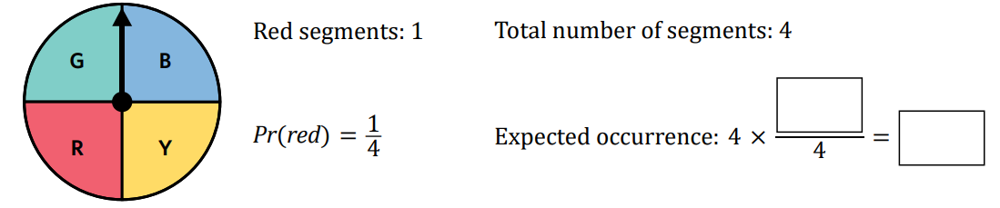 G B
R Y
Red segments: 1
Total number of segments: 4
Pr(red) = 1/4
Expected occurrence: 4 × □/4 = □